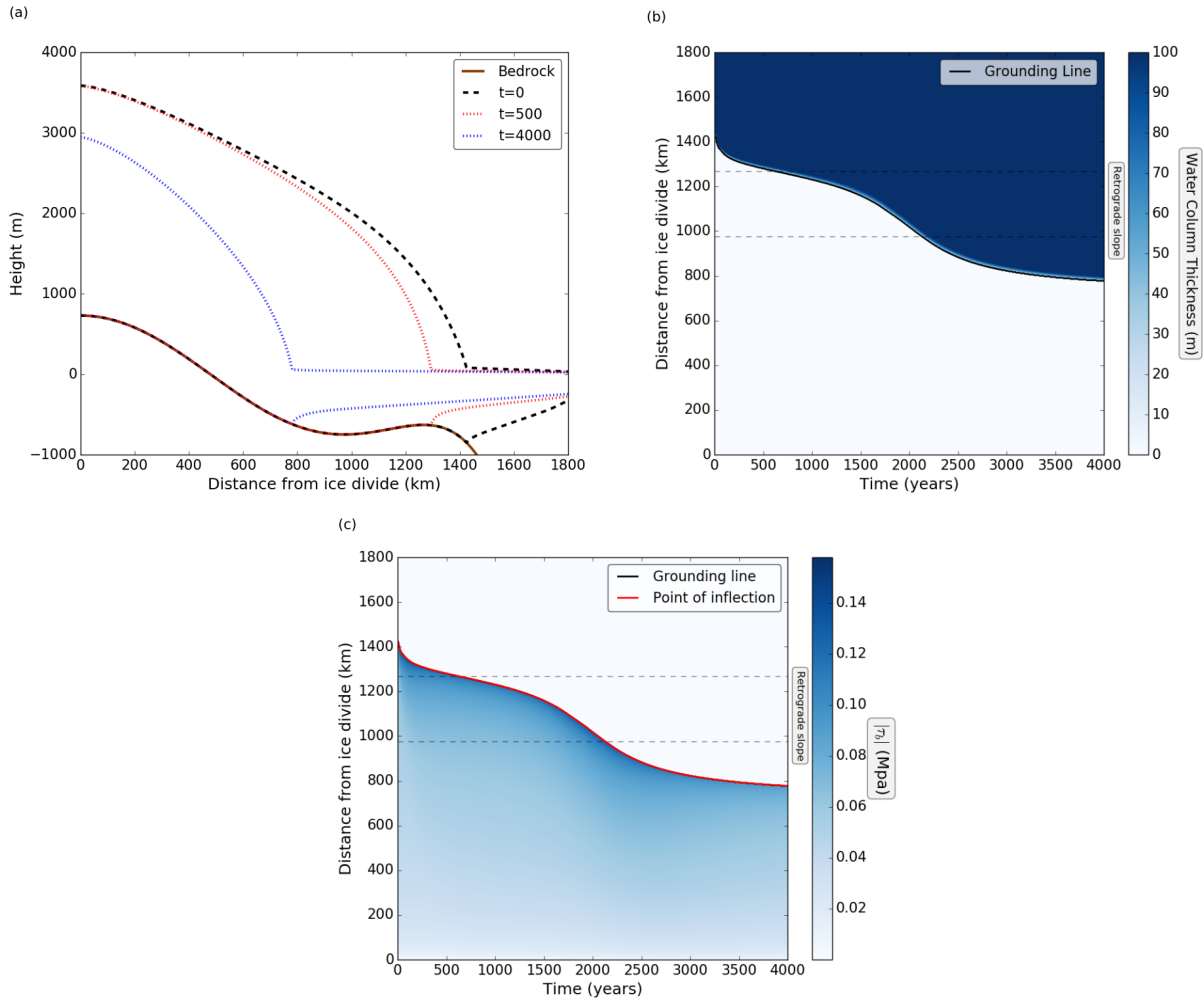 (a)
4000
3000
2000
1000
0
−1000
Height (m)
0 200 400 600 800 1000 1200 1400 1600 1800
Distance from ice divide (km)
Bedrock
t=0
t=500
t=4000
(b)
1800
1600
1400
1200
1000
800
600
400
200
0
Distance from ice divide (km)
0 500 1000 1500 2000 2500 3000 3500 4000
Time (years)
Grounding Line
Retrograde slope
100
90
80
70
60
50
40
30
20
10
0
Water Column Thickness (m)
(c)
1800
1600
1400
1200
1000
800
600
400
200
0
Distance from ice divide (km)
0 500 1000 1500 2000 2500 3000 3500 4000
Time (years)
Grounding line
Point of inflection
Retrograde slope
0.14
0.12
0.10
0.08
0.06
0.04
0.02
|τ_b| (Mpa)